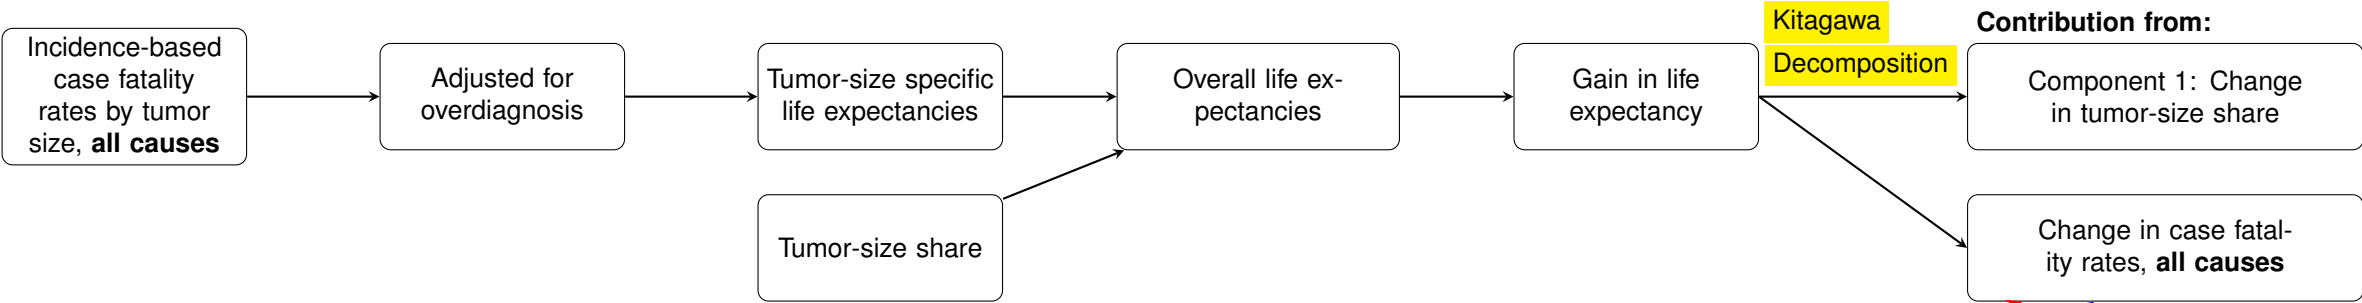 Incidence-based
case fatality
rates by tumor
size, all causes
Adjusted for
overdiagnosis
Tumor-size specific
life expectancies
Tumor-size share
Overall life ex-
pectancies
Gain in life
expectancy
Kitagawa
Decomposition
Contribution from:
Component 1: Change
in tumor-size share
Change in case fatal-
ity rates, all causes